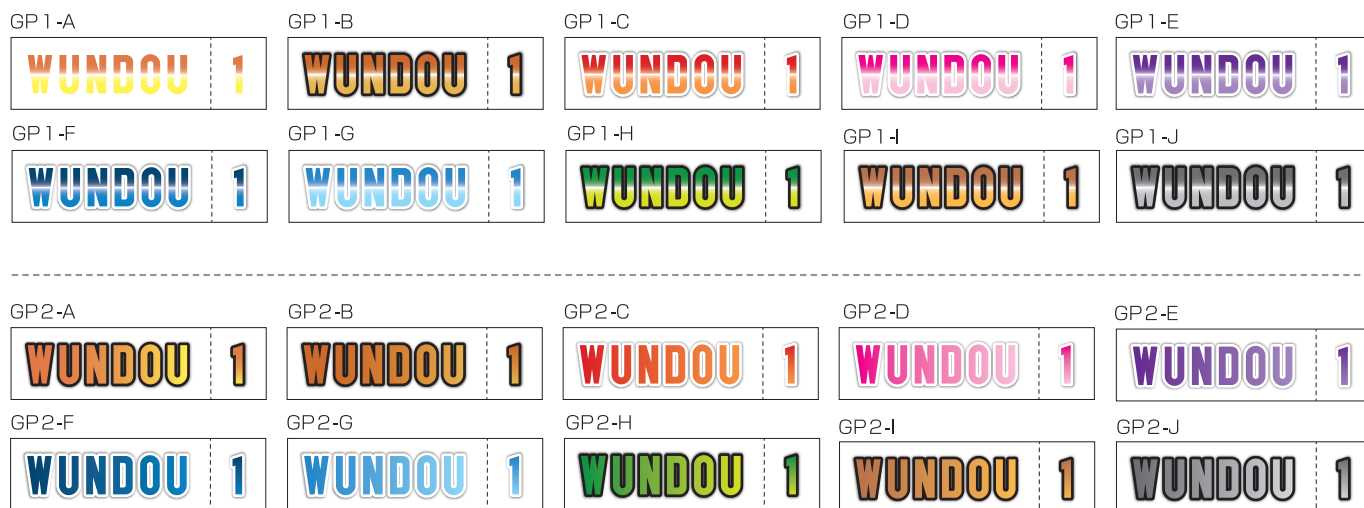 GP1-A GP1-B GP1-C GP1-D GP1-E
WUNDOU 1 WUNDOU 1 WUNDOU 1 WUNDOU 1 WUNDOU 1
GP1-F GP1-G GP1-H GP1-I GP1-J
WUNDOU 1 WUNDOU 1 WUNDOU 1 WUNDOU 1 WUNDOU 1
GP2-A GP2-B GP2-C GP2-D GP2-E
WUNDOU 1 WUNDOU 1 WUNDOU 1 WUNDOU 1 WUNDOU 1
GP2-F GP2-G GP2-H GP2-I GP2-J
WUNDOU 1 WUNDOU 1 WUNDOU 1 WUNDOU 1 WUNDOU 1